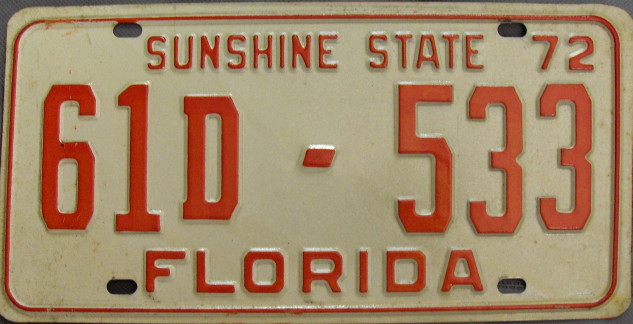 SUNSHINE STATE 72
61D - 533
FLORIDA